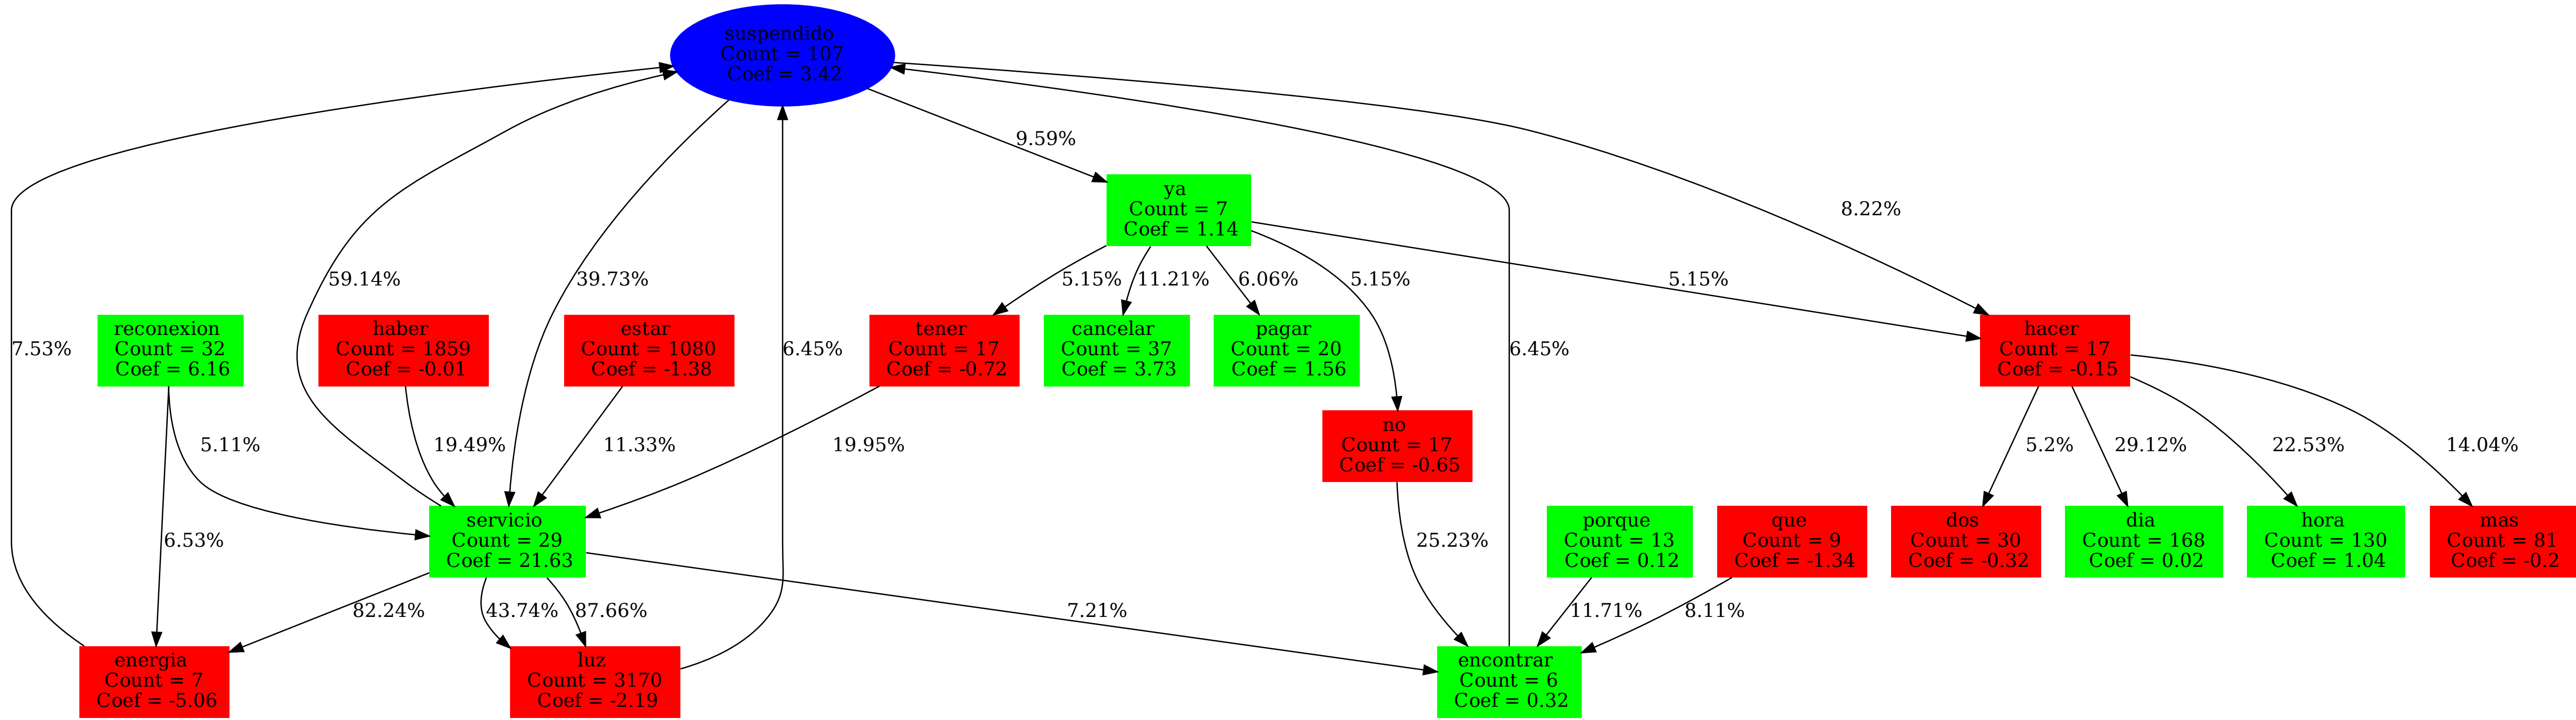 suspendido
Count = 107
Coef = 3.42
9.59%
ya
Count = 7
Coef = 1.14
8.22%
59.14%
39.73%
5.15%
11.21%
6.06%
5.15%
5.15%
7.53%
reconexion
Count = 32
Coef = 6.16
haber
Count = 1859
Coef = -0.01
estar
Count = 1080
Coef = -1.38
6.45%
tener
Count = 17
Coef = -0.72
cancelar
Count = 37
Coef = 3.73
pagar
Count = 20
Coef = 1.56
6.45%
hacer
Count = 17
Coef = -0.15
5.11%
19.49%
11.33%
19.95%
no
Count = 17
Coef = -0.65
5.2%
29.12%
22.53%
14.04%
6.53%
servicio
Count = 29
Coef = 21.63
25.23%
porque
Count = 13
Coef = 0.12
que
Count = 9
Coef = -1.34
dos
Count = 30
Coef = -0.32
dia
Count = 168
Coef = 0.02
hora
Count = 130
Coef = 1.04
mas
Count = 81
Coef = -0.2
82.24%
43.74%
87.66%
7.21%
11.71%
8.11%
energia
Count = 7
Coef = -5.06
luz
Count = 3170
Coef = -2.19
encontrar
Count = 6
Coef = 0.32